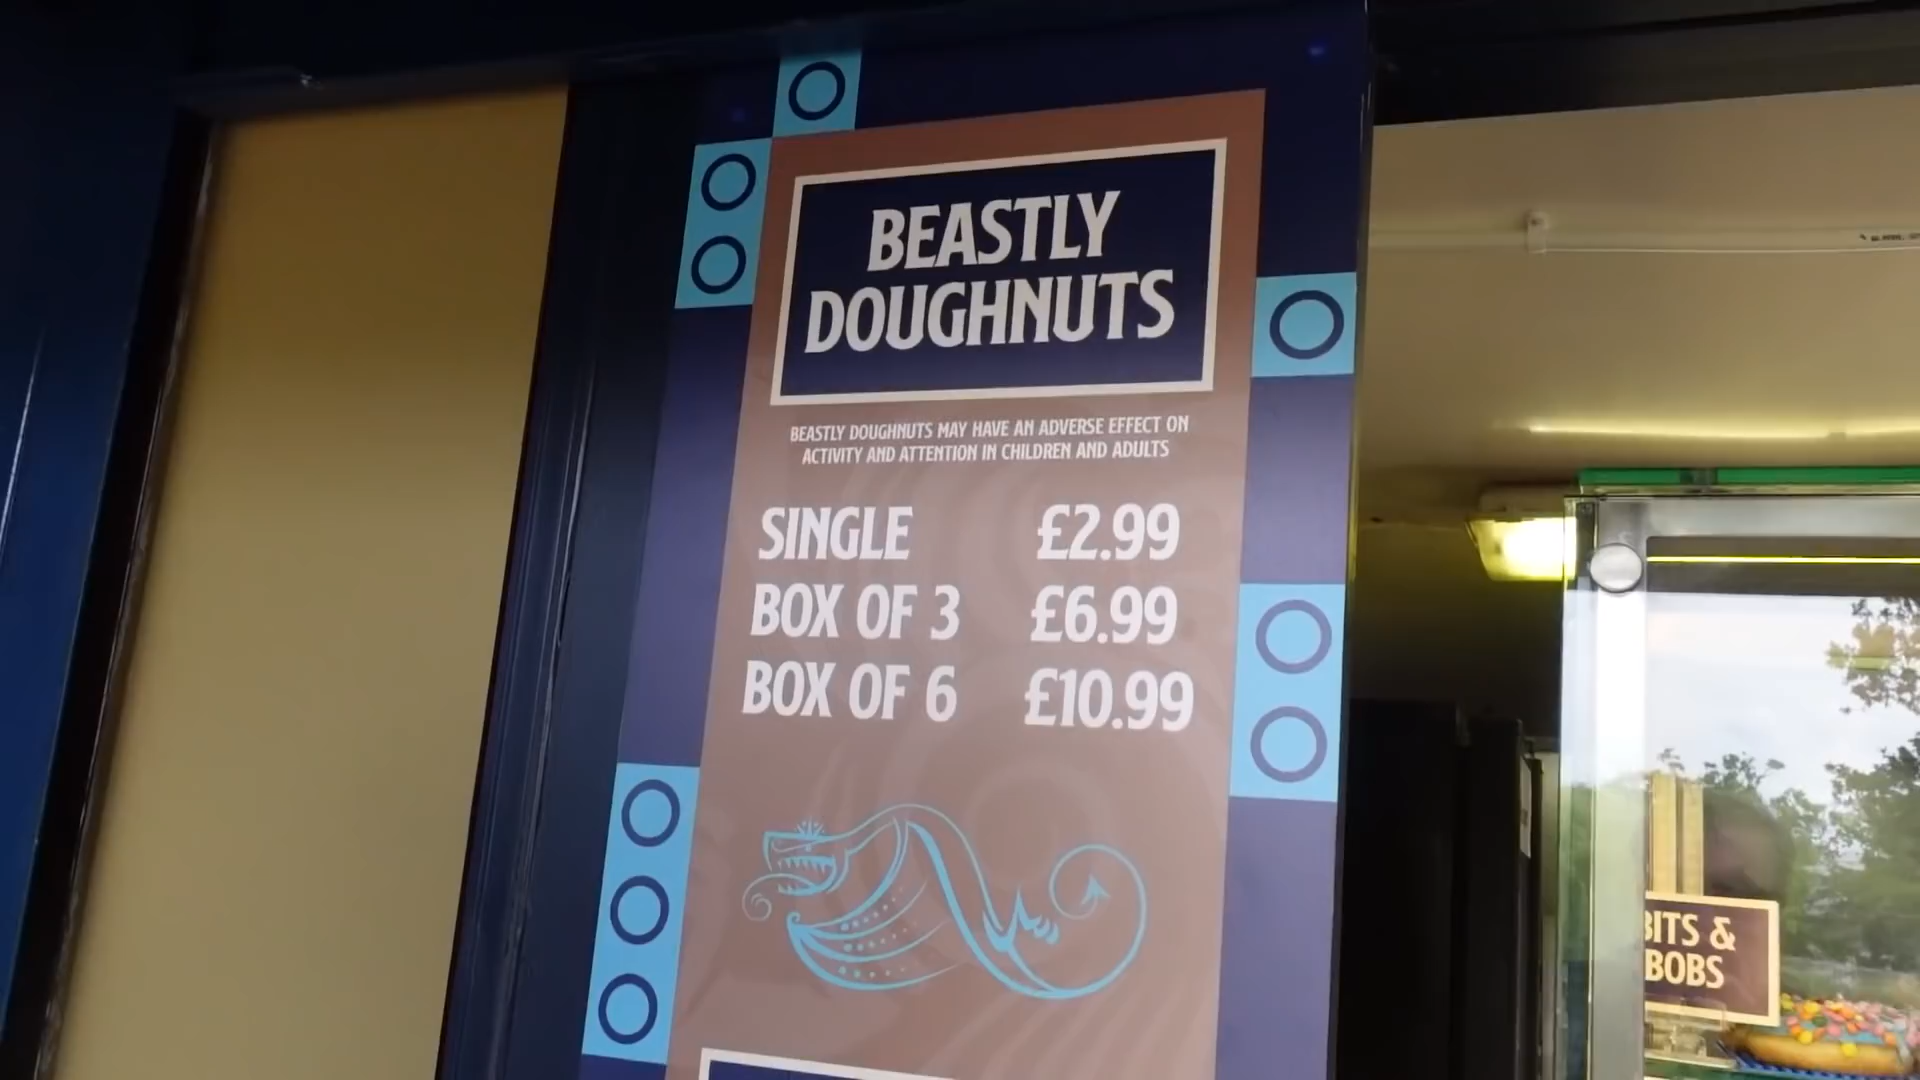 BEASTLY
DOUGHNUTS
BEASTLY DOUGHNUTS MAY HAVE AN ADVERSE EFFECT ON
ACTIVITY AND ATTENTION IN CHILDREN AND ADULTS
SINGLE £2.99
BOX OF 3 £6.99
BOX OF 6 £10.99
BITS &
BOBS